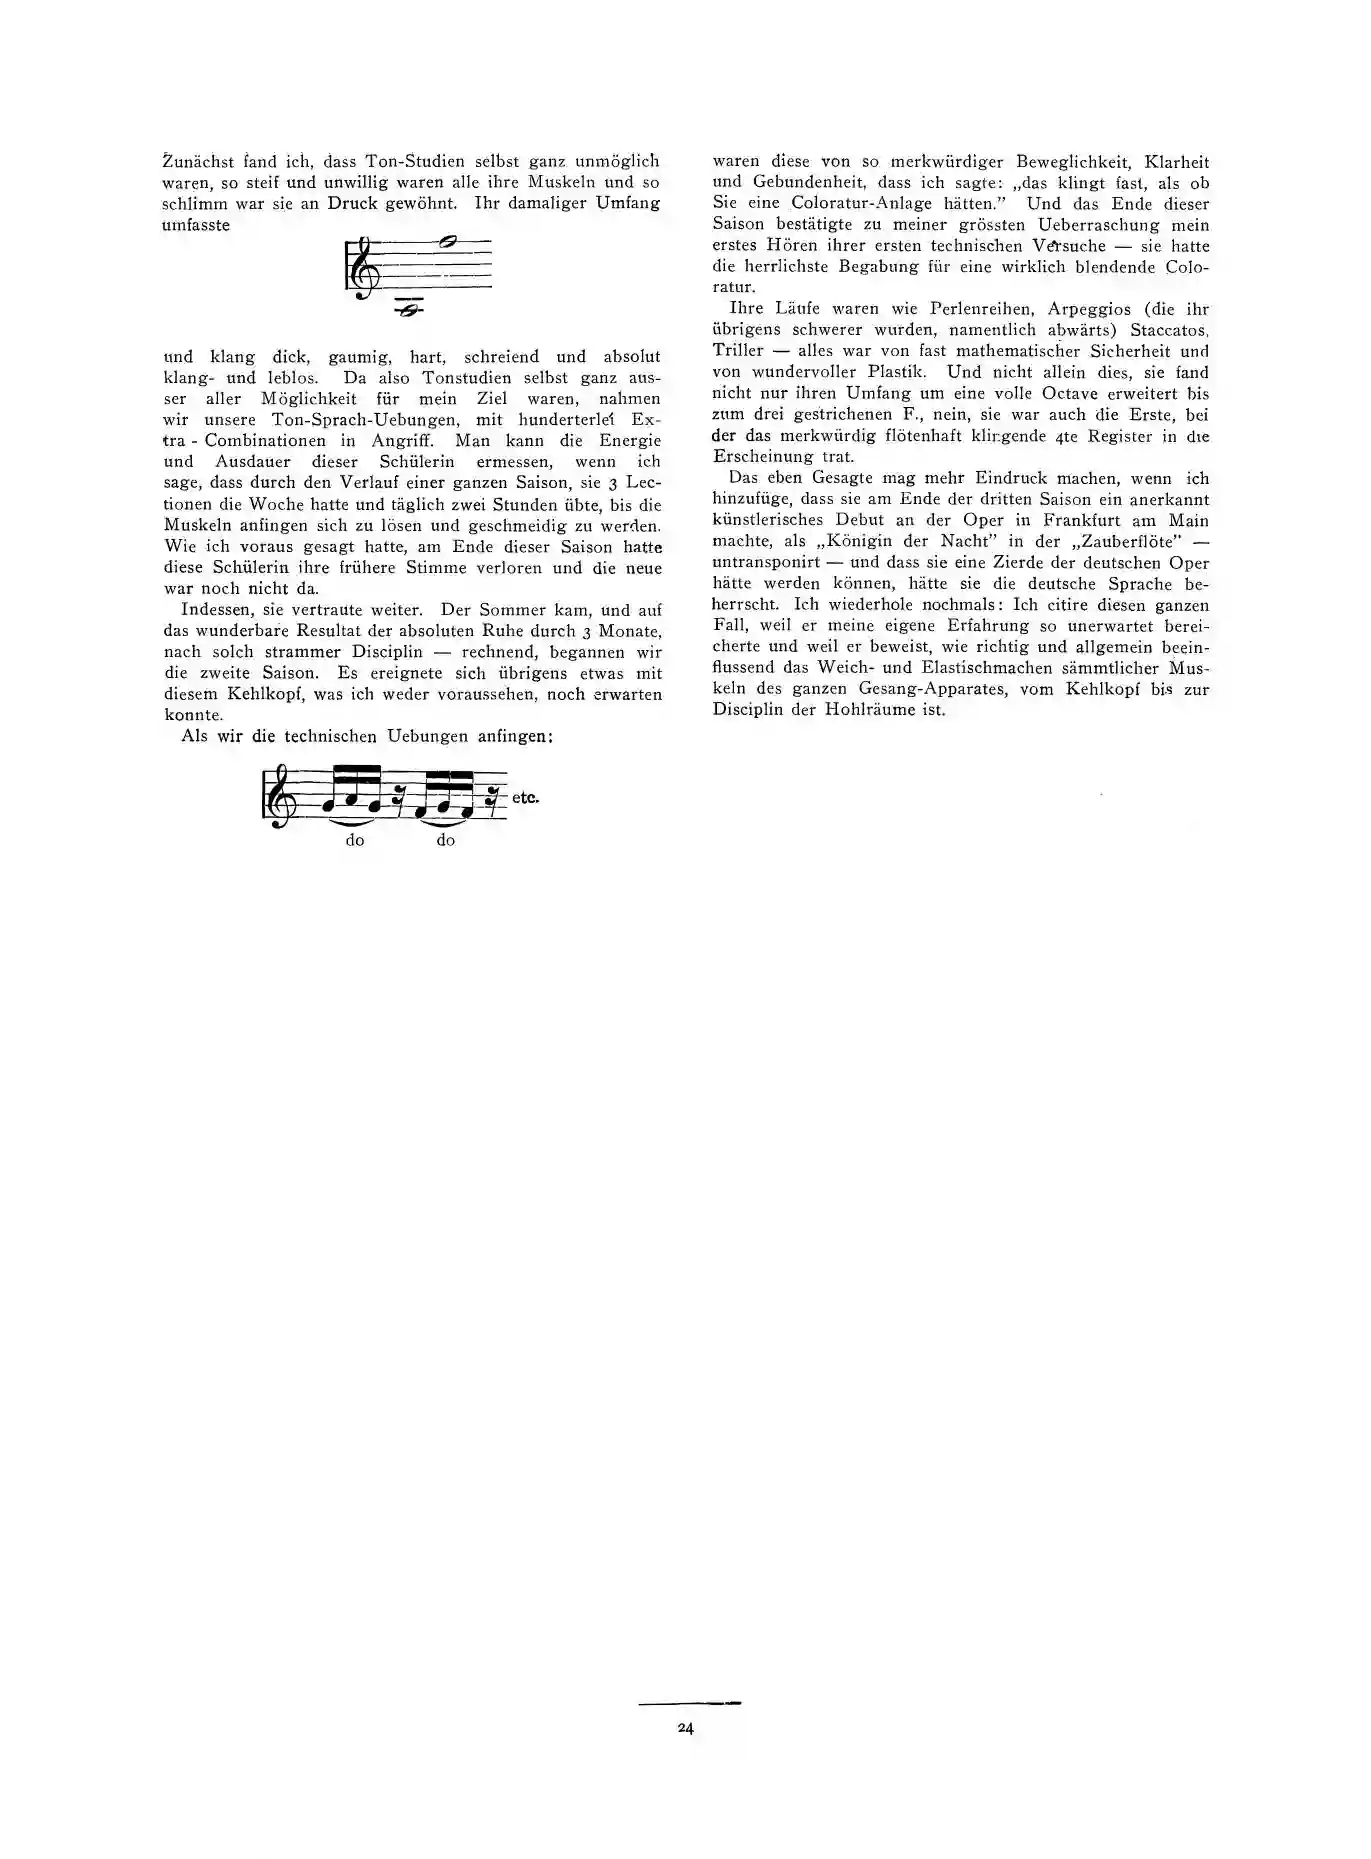 Zunächst fand ich, dass Ton-Studien selbst ganz unmöglich
waren, so steif und unwillig waren alle ihre Muskeln und so
schlimm war sie an Druck gewöhnt. Ihr damaliger Umfang
umfasste
und klang dick, gaumig, hart, schreiend und absolut
klang- und leblos. Da also Tonstudien selbst ganz aus-
ser aller Möglichkeit für mein Ziel waren, nahmen
wir unsere Ton-Sprach-Uebungen, mit hunderterlei Ex-
tra - Combinationen in Angriff. Man kann die Energie
und Ausdauer dieser Schülerin ermessen, wenn ich
sage, dass durch den Verlauf einer ganzen Saison, sie 3 Lec-
tionen die Woche hatte und täglich zwei Stunden übte, bis die
Muskeln anfingen sich zu lösen und geschmeidig zu werden.
Wie ich voraus gesagt hatte, am Ende dieser Saison hatte
diese Schülerin ihre frühere Stimme verloren und die neue
war noch nicht da.
Indessen, sie vertraute weiter. Der Sommer kam, und auf
das wunderbare Resultat der absoluten Ruhe durch 3 Monate,
nach solch strammer Disciplin — rechnend, begannen wir
die zweite Saison. Es ereignete sich übrigens etwas mit
diesem Kehlkopf, was ich weder voraussehen, noch erwarten
konnte.
Als wir die technischen Uebungen anfingen:
etc.
do do
waren diese von so merkwürdiger Beweglichkeit, Klarheit
und Gebundenheit, dass ich sagte: „das klingt fast, als ob
Sie eine Coloratur-Anlage hätten.” Und das Ende dieser
Saison bestätigte zu meiner grössten Ueberraschung mein
erstes Hören ihrer ersten technischen Versuche — sie hatte
die herrlichste Begabung für eine wirklich blendende Colo-
ratur.
Ihre Läufe waren wie Perlenreihen, Arpeggios (die ihr
übrigens schwerer wurden, namentlich abwärts) Staccatos,
Triller — alles war von fast mathematischer Sicherheit und
von wundervoller Plastik. Und nicht allein dies, sie fand
nicht nur ihren Umfang um eine volle Octave erweitert bis
zum drei gestrichenen F., nein, sie war auch die Erste, bei
der das merkwürdig flötenhaft klingende 4te Register in die
Erscheinung trat.
Das eben Gesagte mag mehr Eindruck machen, wenn ich
hinzufüge, dass sie am Ende der dritten Saison ein anerkannt
künstlerisches Debut an der Oper in Frankfurt am Main
machte, als „Königin der Nacht” in der „Zauberflöte” —
untransponirt — und dass sie eine Zierde der deutschen Oper
hätte werden können, hätte sie die deutsche Sprache be-
herrscht. Ich wiederhole nochmals: Ich citire diesen ganzen
Fall, weil er meine eigene Erfahrung so unerwartet berei-
cherte und weil er beweist, wie richtig und allgemein beein-
flussend das Weich- und Elastischmachen sämmtlicher Mus-
keln des ganzen Gesang-Apparates, vom Kehlkopf bis zur
Disciplin der Hohlräume ist.
24